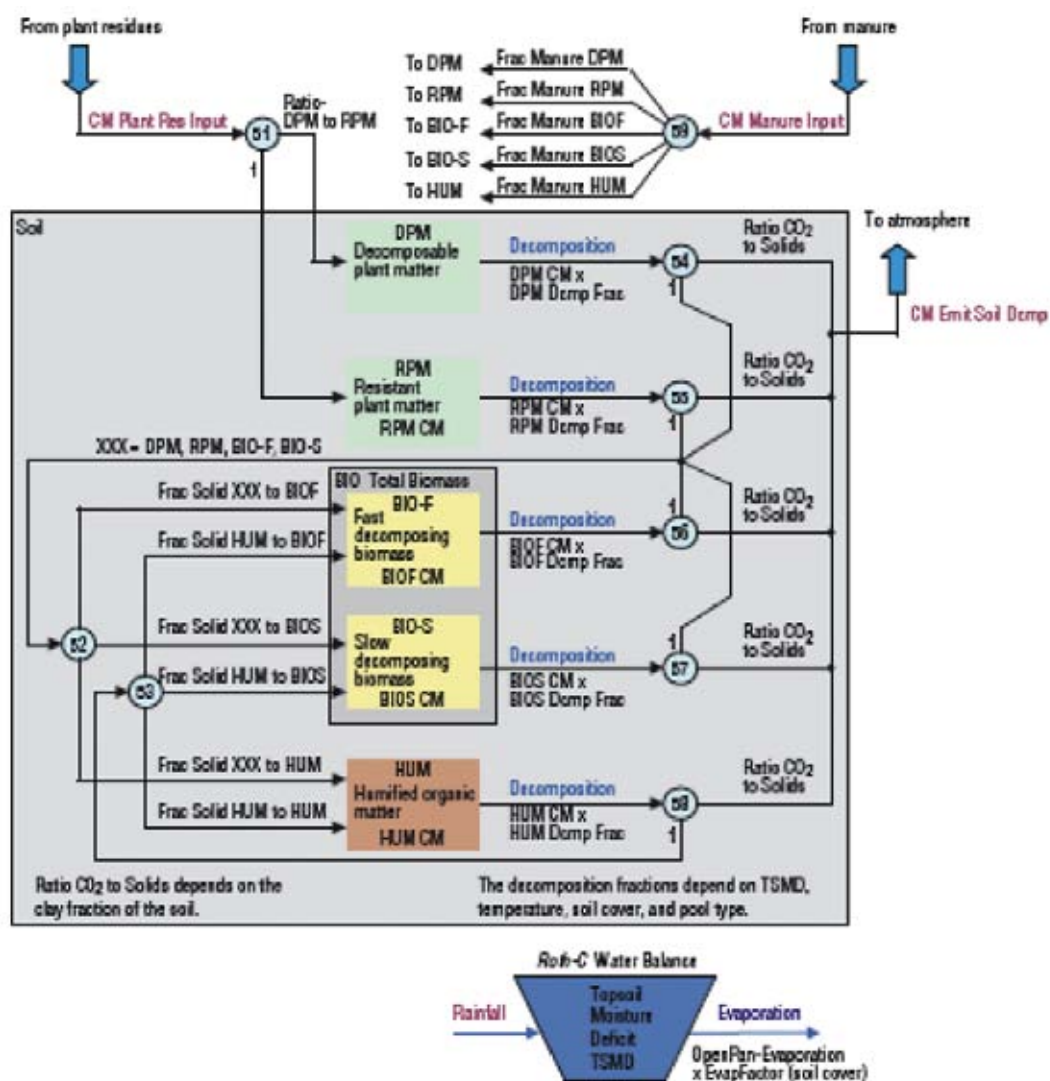 From plant residues
From manure
To DPM
Frac Manure DPM
To RPM
Frac Manure RPM
To BIO-F
Frac Manure BIOF
To BIO-S
Frac Manure BIOS
To HUM
Frac Manure HUM
CM Plant Res Input
S1
1
Ratio-
DPM to RPM
S9
CM Manure Input
Soil
To atmosphere
CM Emit Soil Dcmp
DPM
Decomposable
plant matter
Decomposition
DPM CM x
DPM Dcmp Frac
S4
1
Ratio CO2
to Solids
RPM
Resistant
plant matter
RPM CM
Decomposition
RPM CM x
RPM Dcmp Frac
S5
1
Ratio CO2
to Solids
XXX = DPM, RPM, BIO-F, BIO-S
BIO Total Biomass
Frac Solid XXX to BIOF
Frac Solid HUM to BIOF
BIO-F
Fast
decomposing
biomass
BIOF CM
Decomposition
BIOF CM x
BIOF Dcmp Frac
1
S6
Ratio CO2
to Solids
S2
Frac Solid XXX to BIOS
S3
Frac Solid HUM to BIOS
BIO-S
Slow
decomposing
biomass
BIOS CM
Decomposition
BIOS CM x
BIOS Dcmp Frac
1
S7
Ratio CO2
to Solids
Frac Solid XXX to HUM
Frac Solid HUM to HUM
HUM
Humified organic
matter
HUM CM
Decomposition
HUM CM x
HUM Dcmp Frac
S8
1
Ratio CO2
to Solids
Ratio CO2 to Solids depends on the
clay fraction of the soil.
The decomposition fractions depend on TSMD,
temperature, soil cover, and pool type.
Roth-C Water Balance
Rainfall
Topsoil
Moisture
Deficit
TSMD
Evaporation
OpenPan-Evaporation
x EvapFactor (soil cover)